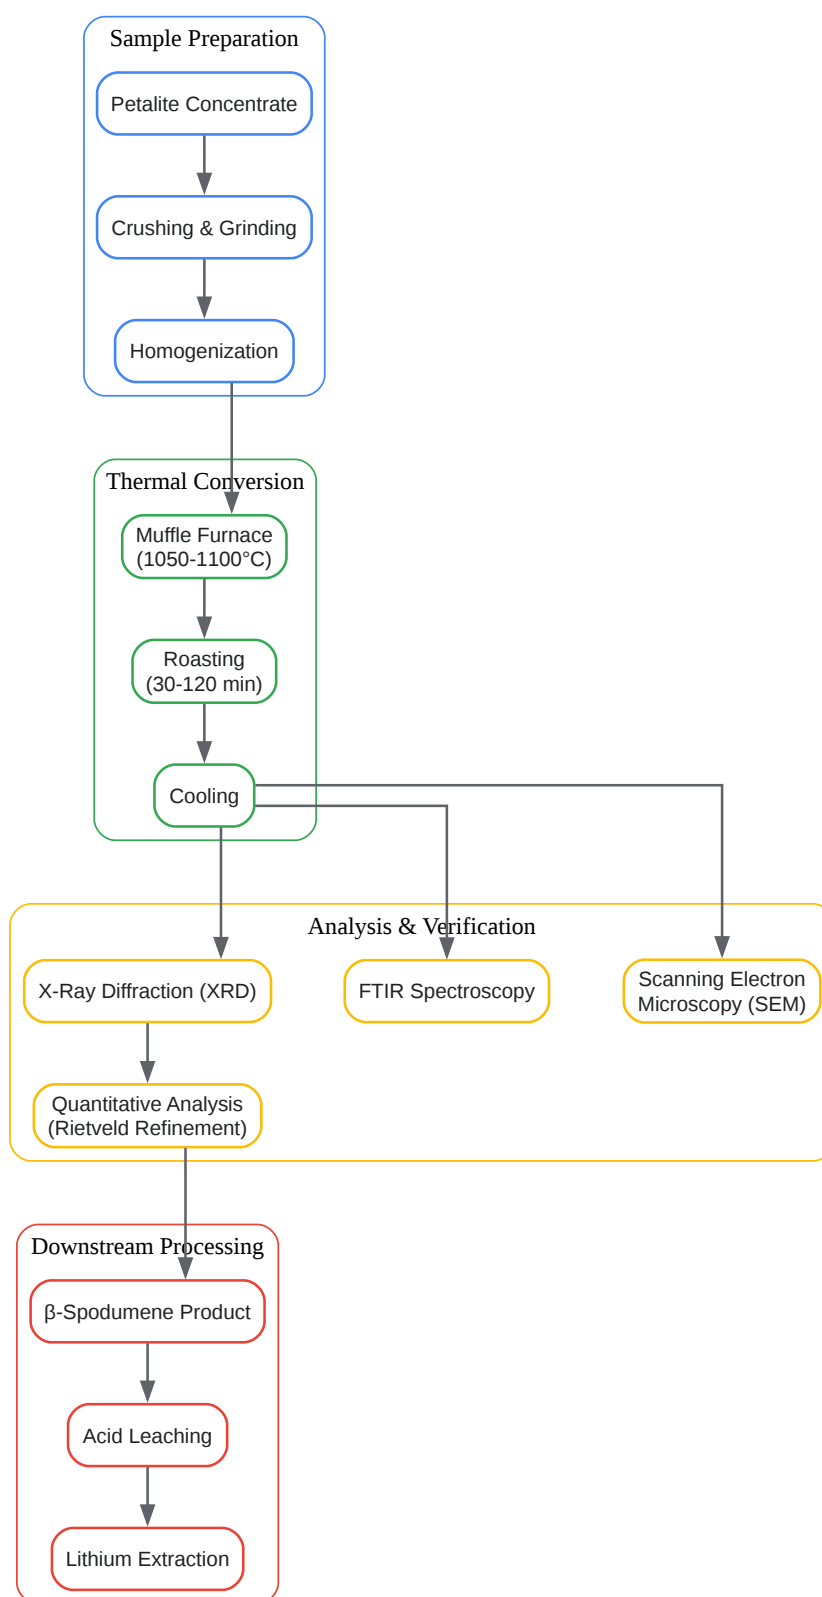 Sample Preparation
Petalite Concentrate
Crushing & Grinding
Homogenization
Thermal Conversion
Muffle Furnace
(1050-1100°C)
Roasting
(30-120 min)
Cooling
Analysis & Verification
X-Ray Diffraction (XRD)
FTIR Spectroscopy
Scanning Electron
Microscopy (SEM)
Quantitative Analysis
(Rietveld Refinement)
Downstream Processing
β-Spodumene Product
Acid Leaching
Lithium Extraction